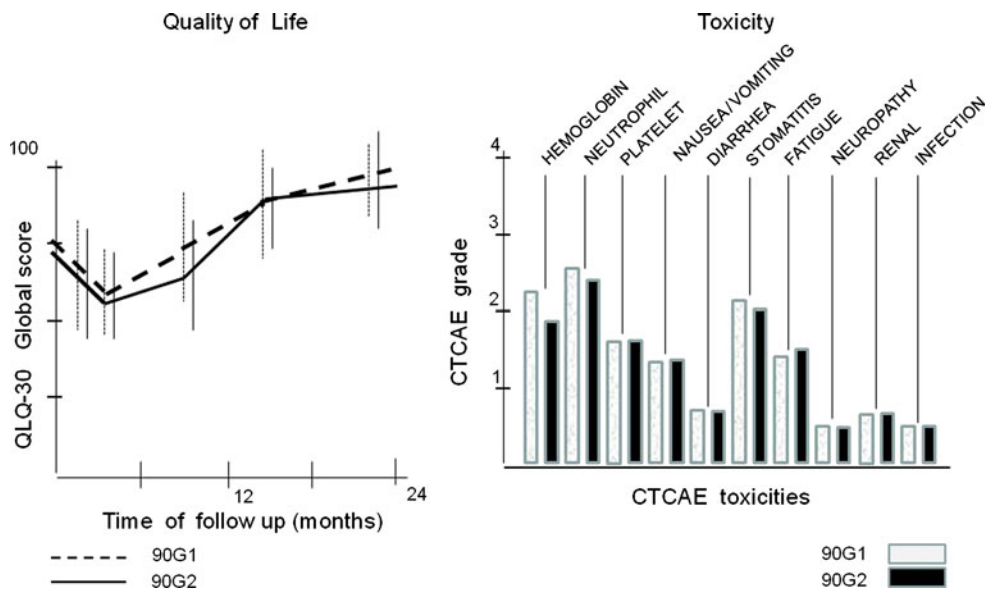 Quality of Life
100
QLQ-30 Global score
12
24
Time of follow up (months)
90G1
90G2
Toxicity
HEMOGLOBIN
NEUTROPHIL
PLATELET
NAUSEA/VOMITING
DIARRHEA
STOMATITIS
FATIGUE
NEUROPATHY
RENAL
INFECTION
4
3
2
1
CTCAE grade
CTCAE toxicities
90G1
90G2